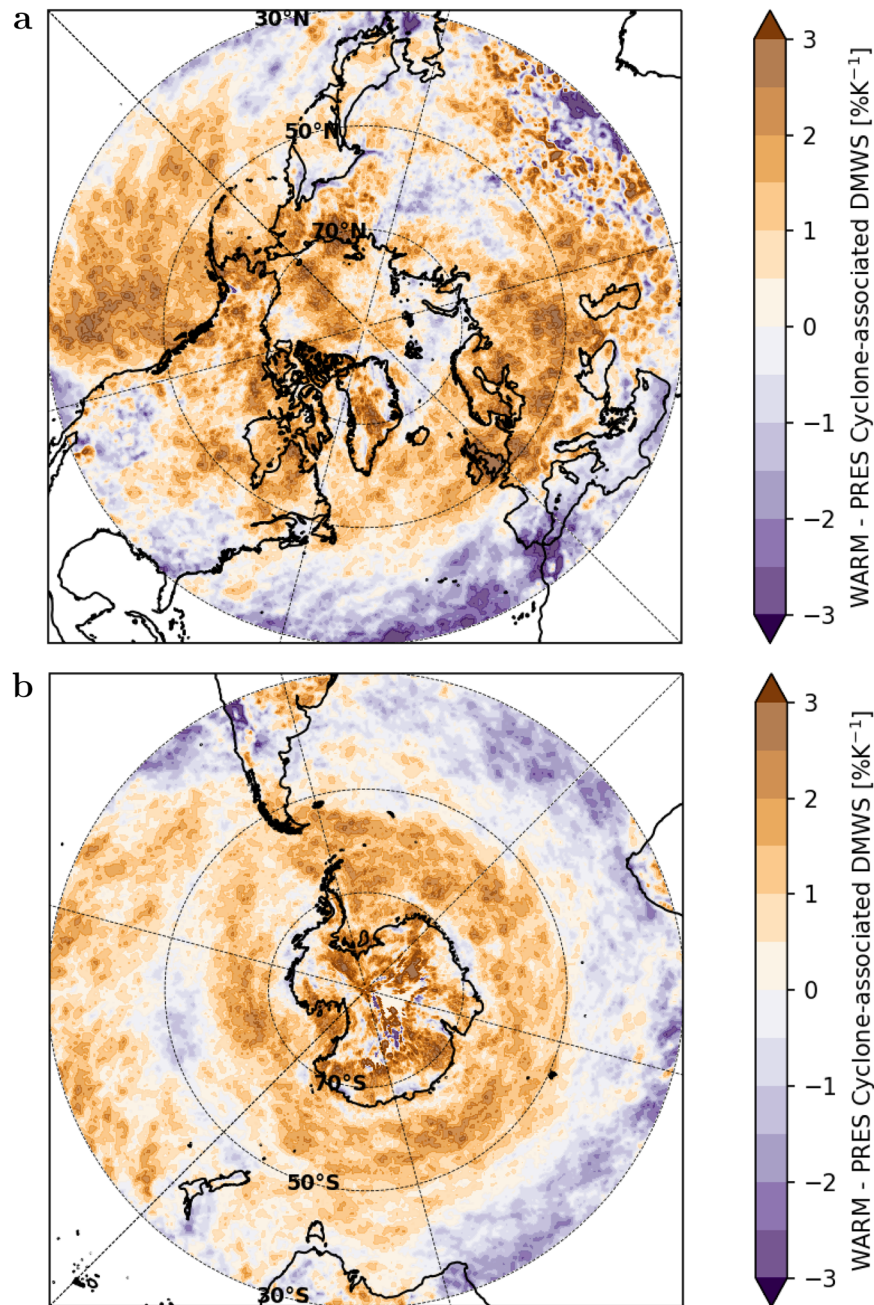 a
30°N
50°N
70°N
3
2
1
0
−1
−2
−3
WARM - PRES Cyclone-associated DMWS [%K⁻¹]
b
70°S
50°S
30°S
3
2
1
0
−1
−2
−3
WARM - PRES Cyclone-associated DMWS [%K⁻¹]